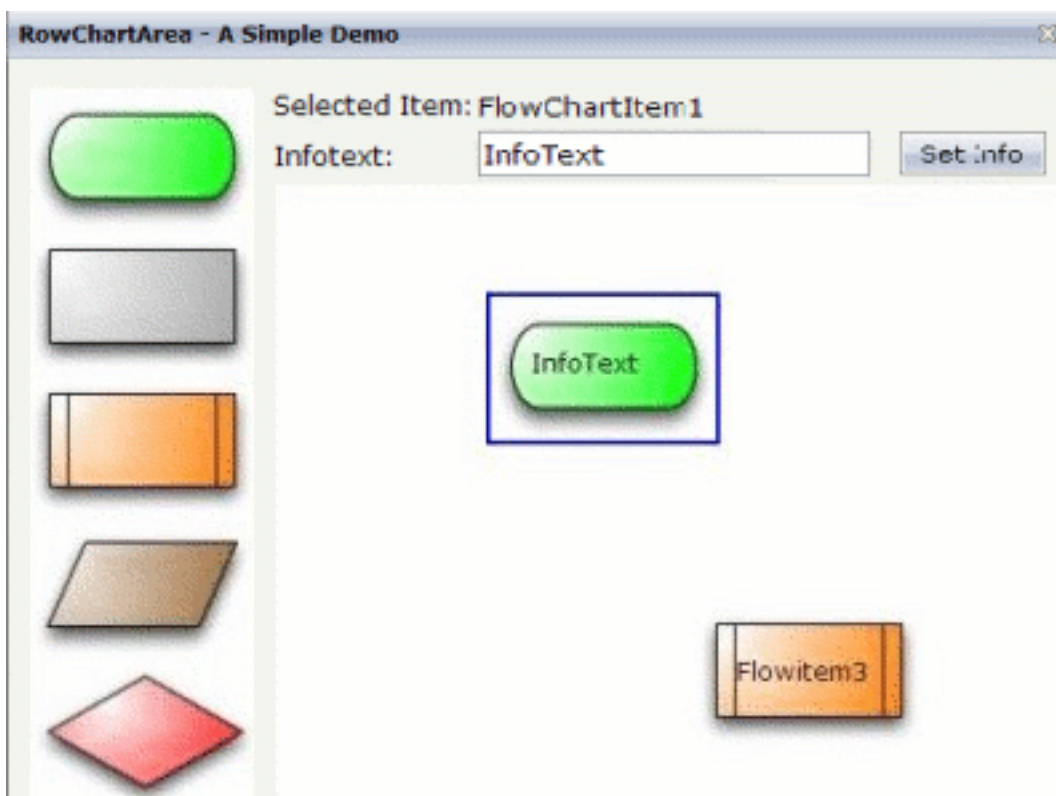 RowChartArea - A Simple Demo
Selected Item: FlowChartItem1
Infotext: InfoText Set Info
InfoText
Flowitem3